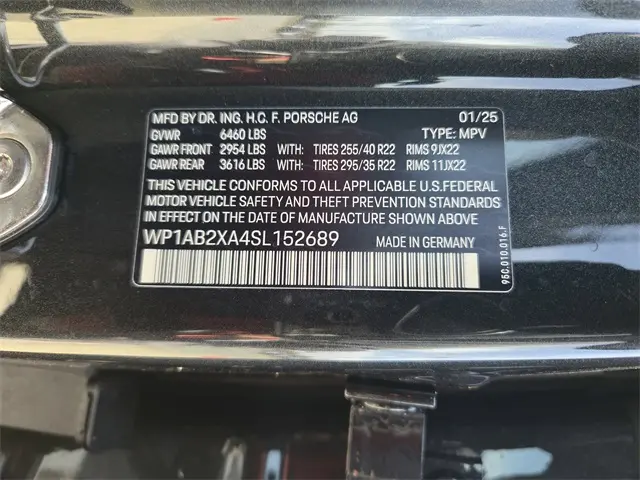 MFD BY DR. ING. H.C. F. PORSCHE AG 01/25
GVWR 6460 LBS TYPE: MPV
GAWR FRONT 2954 LBS WITH: TIRES 255/40 R22 RIMS 9JX22
GAWR REAR 3616 LBS WITH: TIRES 295/35 R22 RIMS 11JX22
THIS VEHICLE CONFORMS TO ALL APPLICABLE U.S. FEDERAL
MOTOR VEHICLE SAFETY AND THEFT PREVENTION STANDARDS
IN EFFECT ON THE DATE OF MANUFACTURE SHOWN ABOVE
WP1AB2XA4SL152689 MADE IN GERMANY
95C.010.016.F